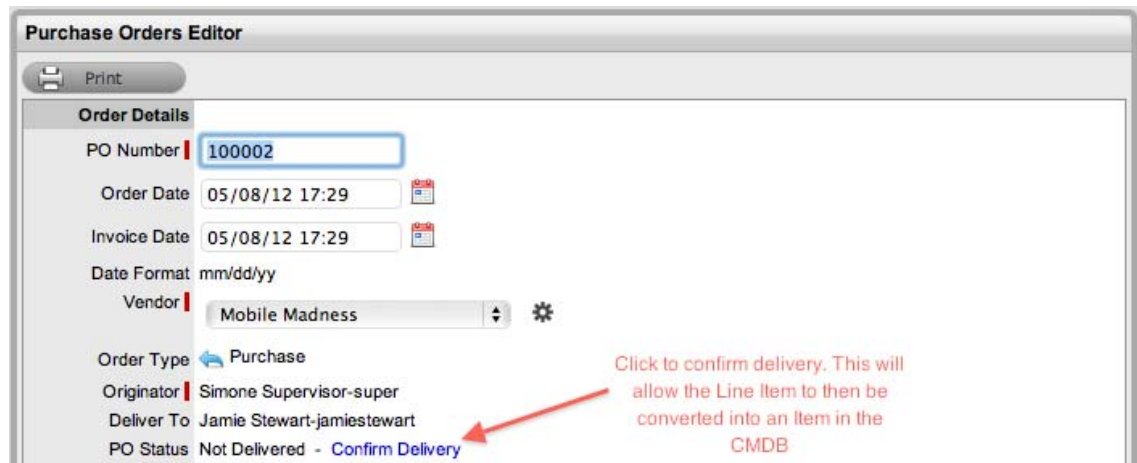 Purchase Orders Editor
Print
Order Details
PO Number 100002
Order Date 05/08/12 17:29
Invoice Date 05/08/12 17:29
Date Format mm/dd/yy
Vendor Mobile Madness
Order Type Purchase
Originator Simone Supervisor-super
Deliver To Jamie Stewart-jamiestewart
PO Status Not Delivered - Confirm Delivery
Click to confirm delivery. This will
allow the Line Item to then be
converted into an Item in the
CMDB